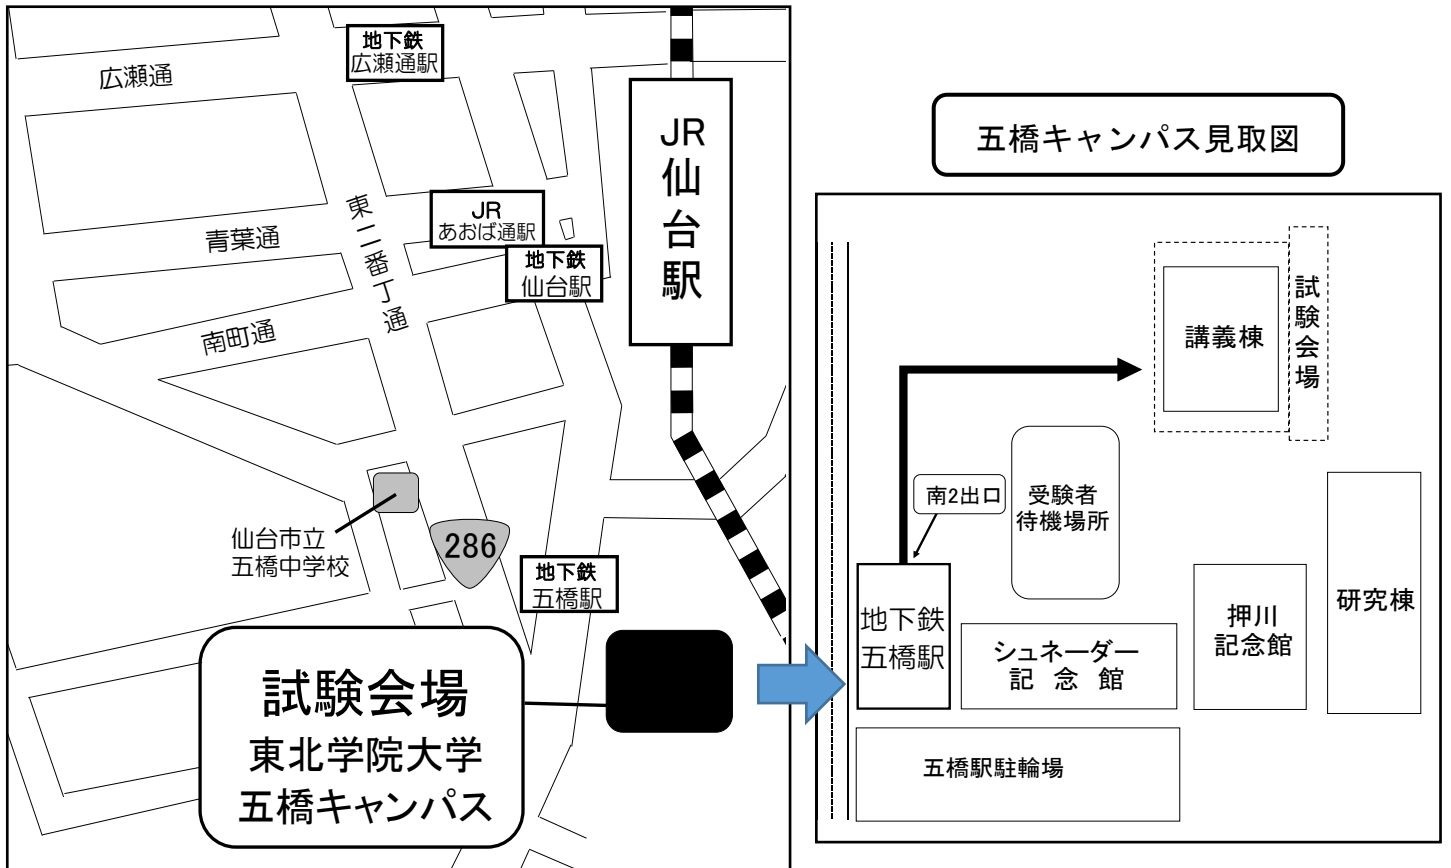 地下鉄
広瀬通駅
広瀬通
JR
仙台駅
東二番丁通
JR
あおば通駅
青葉通
地下鉄
仙台駅
南町通
仙台市立
五橋中学校
286
地下鉄
五橋駅
試験会場
東北学院大学
五橋キャンパス
五橋キャンパス見取図
講義棟
試験会場
南2出口
受験者
待機場所
地下鉄
五橋駅
シュネーダー
記 念 館
押川
記念館
研究棟
五橋駅駐輪場